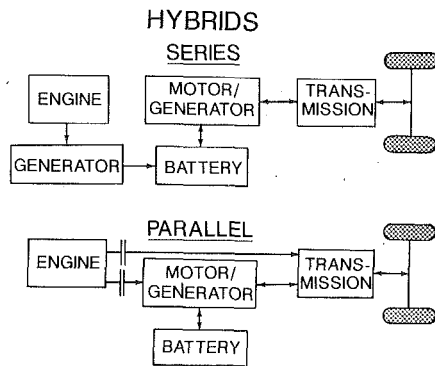 HYBRIDS
SERIES
ENGINE
MOTOR/
GENERATOR
TRANS-
MISSION
GENERATOR
BATTERY
PARALLEL
ENGINE
MOTOR/
GENERATOR
TRANS-
MISSION
BATTERY